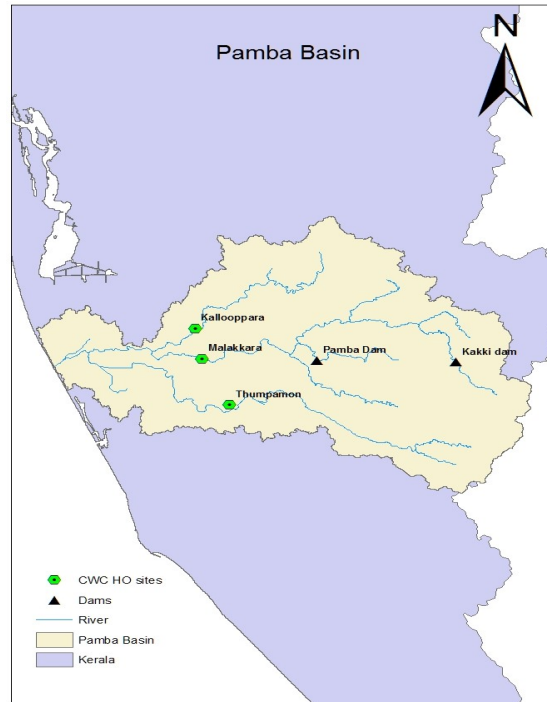 Pamba Basin
N
Kallooppara
Malakkara
Pamba Dam
Kakki dam
Thumpamon
CWC HO sites
Dams
River
Pamba Basin
Kerala